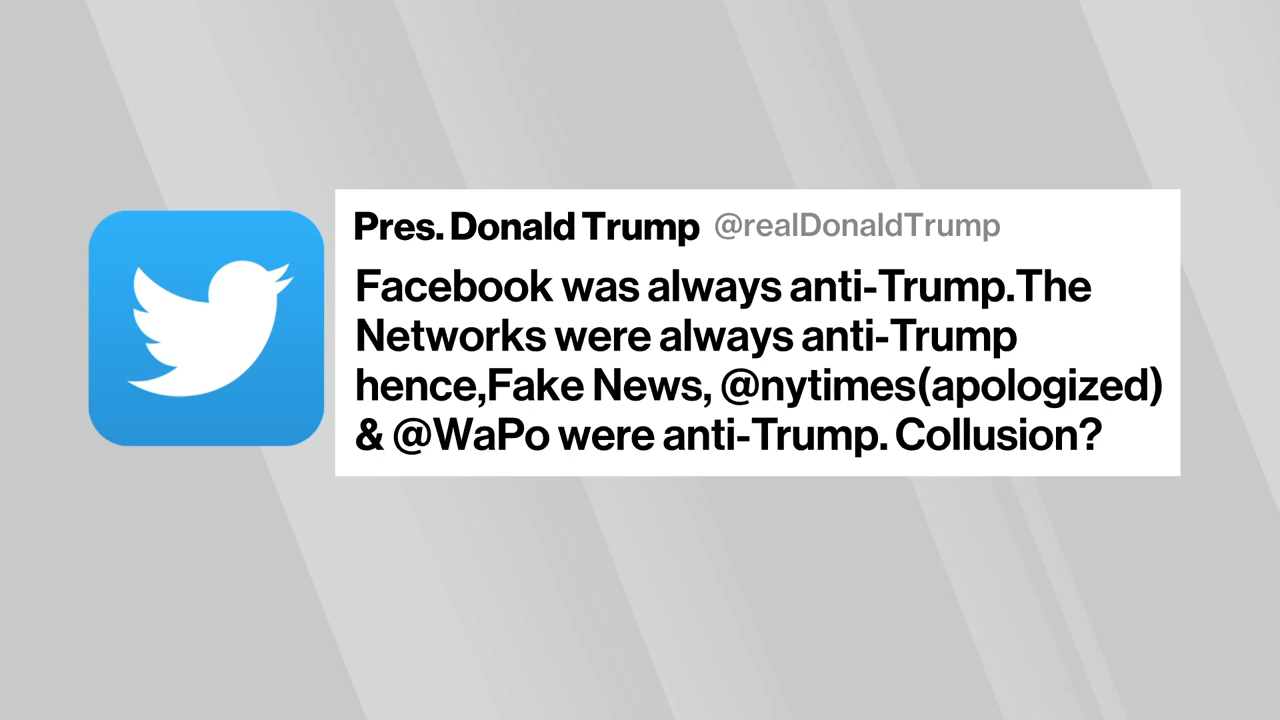 Pres. Donald Trump @realDonaldTrump
Facebook was always anti-Trump.The
Networks were always anti-Trump
hence,Fake News, @nytimes(apologized)
& @WaPo were anti-Trump. Collusion?